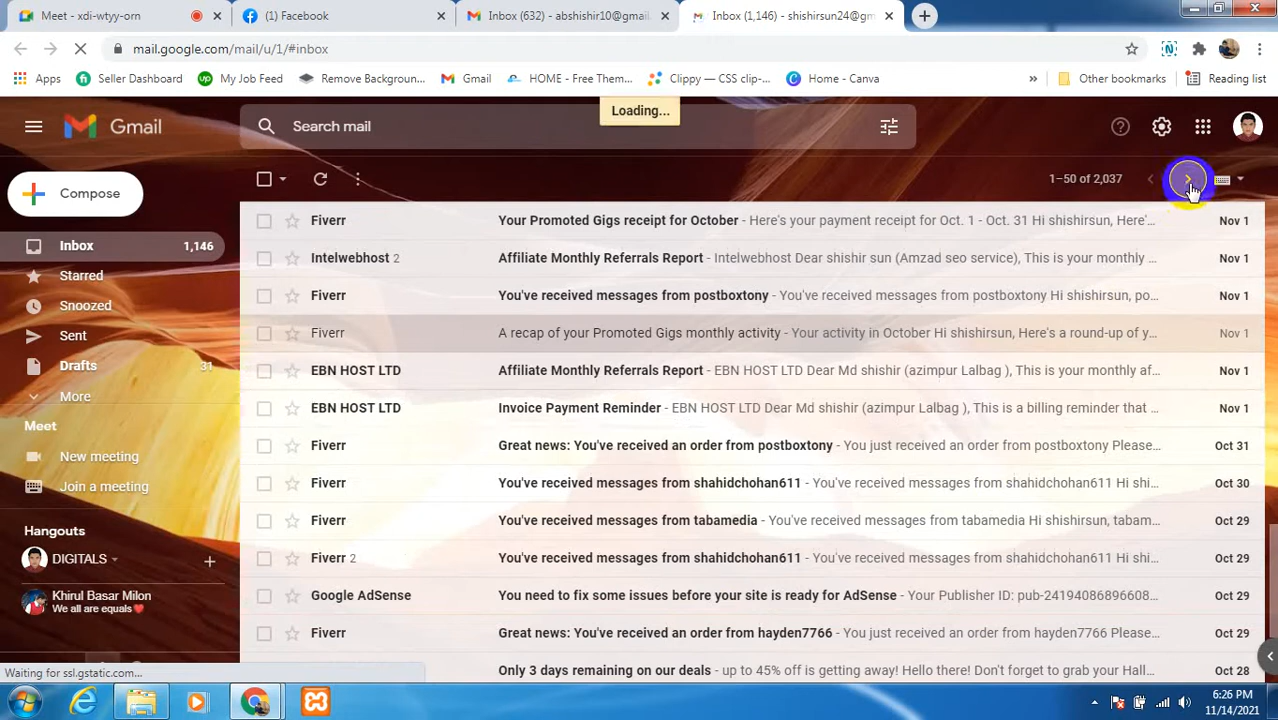 Meet - xdi-wtyy-orn
(1) Facebook
Inbox (632) - abshishir10@gmail.
Inbox (1,146) - shishirsun24@gm
mail.google.com/mail/u/1/#inbox
Apps
Seller Dashboard
My Job Feed
Remove Backgroun...
Gmail
HOME - Free Them...
Clippy — CSS clip-...
Home - Canva
»
Other bookmarks
Reading list
Loading...
Gmail
Search mail
Compose
1–50 of 2,037
Inbox 1,146
Starred
Snoozed
Sent
Drafts 31
More
Meet
New meeting
Join a meeting
Hangouts
DIGITALS
Khirul Basar Milon
We all are equals
Fiverr Your Promoted Gigs receipt for October - Here's your payment receipt for Oct. 1 - Oct. 31 Hi shishirsun, Here'... Nov 1
Intelwebhost 2 Affiliate Monthly Referrals Report - Intelwebhost Dear shishir sun (Amzad seo service), This is your monthly ... Nov 1
Fiverr You've received messages from postboxtony - You've received messages from postboxtony Hi shishirsun, po... Nov 1
Fiverr A recap of your Promoted Gigs monthly activity - Your activity in October Hi shishirsun, Here's a round-up of y... Nov 1
EBN HOST LTD Affiliate Monthly Referrals Report - EBN HOST LTD Dear Md shishir (azimpur Lalbag ), This is your monthly af... Nov 1
EBN HOST LTD Invoice Payment Reminder - EBN HOST LTD Dear Md shishir (azimpur Lalbag ), This is a billing reminder that ... Nov 1
Fiverr Great news: You've received an order from postboxtony - You just received an order from postboxtony Please... Oct 31
Fiverr You've received messages from shahidchohan611 - You've received messages from shahidchohan611 Hi shi... Oct 30
Fiverr You've received messages from tabamedia - You've received messages from tabamedia Hi shishirsun, tabam... Oct 29
Fiverr 2 You've received messages from shahidchohan611 - You've received messages from shahidchohan611 Hi shi... Oct 29
Google AdSense You need to fix some issues before your site is ready for AdSense - Your Publisher ID: pub-24194086896608... Oct 29
Fiverr Great news: You've received an order from hayden7766 - You just received an order from hayden7766 Please... Oct 29
Only 3 days remaining on our deals - up to 45% off is getting away! Hello there! Don't forget to grab your Hall... Oct 28
Waiting for ssl.gstatic.com...
6:26 PM
11/14/2021